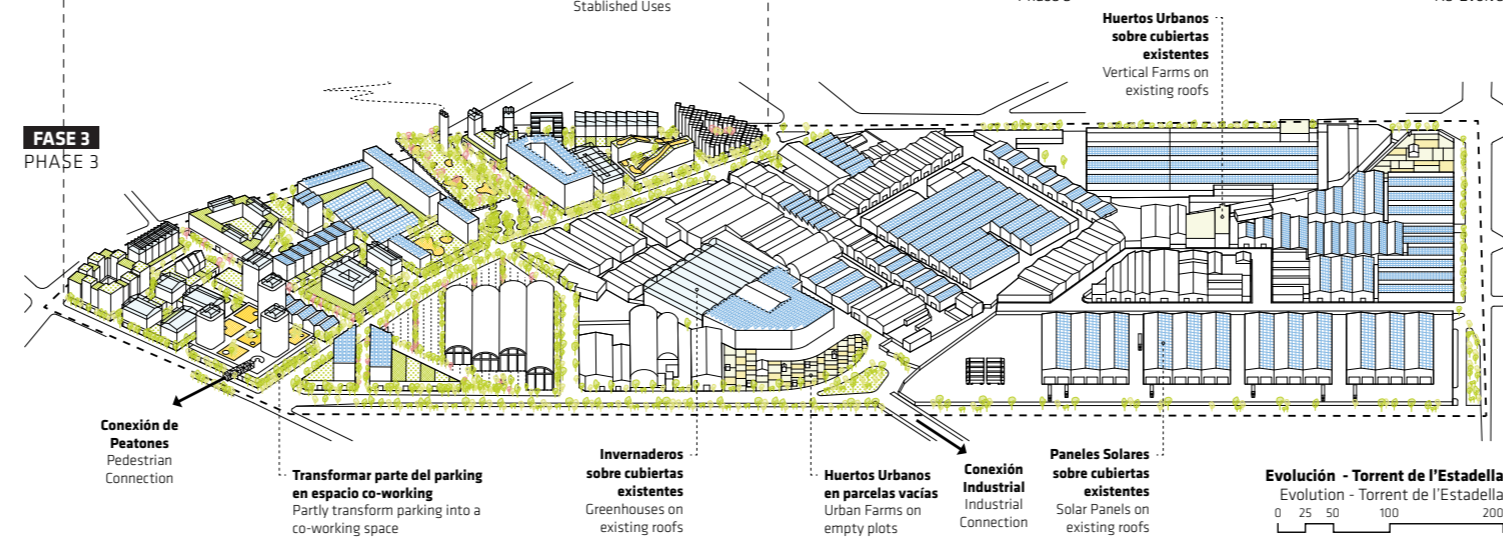 Stablished Uses
Huertos Urbanos
sobre cubiertas
existentes
Vertical Farms on
existing roofs
FASE 3
PHASE 3
Conexión de
Peatones
Pedestrian
Connection
Transformar parte del parking
en espacio co-working
Partly transform parking into a
co-working space
Invernaderos
sobre cubiertas
existentes
Greenhouses on
existing roofs
Huertos Urbanos
en parcelas vacías
Urban Farms on
empty plots
Conexión
Industrial
Industrial
Connection
Paneles Solares
sobre cubiertas
existentes
Solar Panels on
existing roofs
Evolución - Torrent de l'Estadella
Evolution - Torrent de l'Estadella
0 25 50 100 200